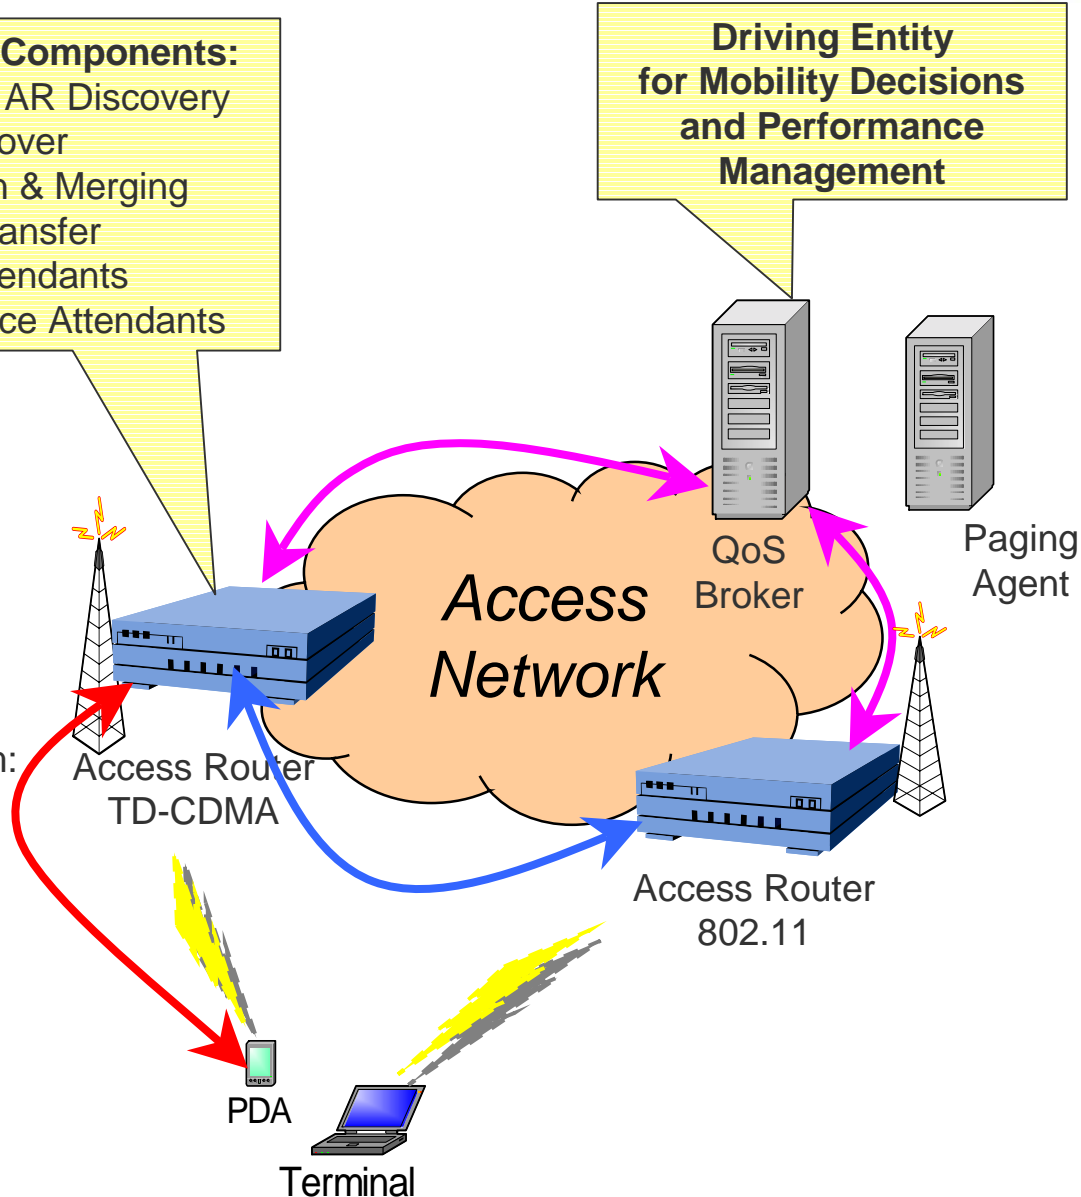 Components:
AR Discovery
over
n & Merging
ansfer
endants
ce Attendants
Driving Entity
for Mobility Decisions
and Performance
Management
QoS
Broker
Paging
Agent
Access
Network
n:
Access Router
TD-CDMA
Access Router
802.11
PDA
Terminal